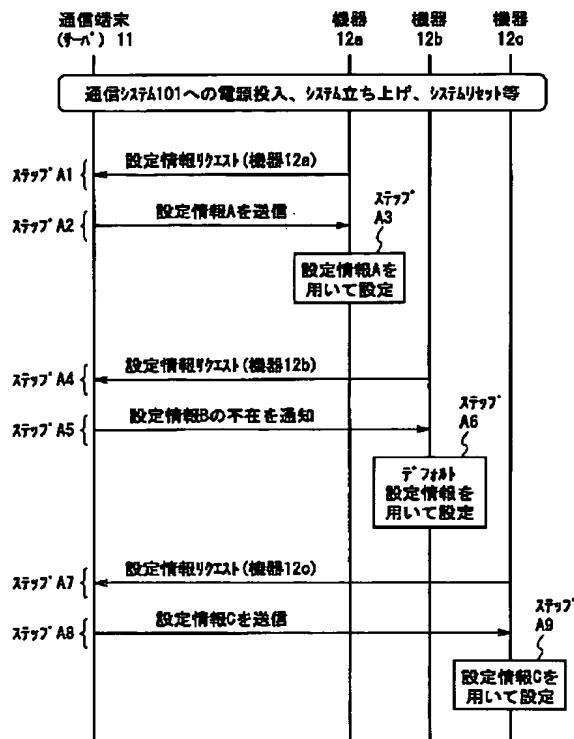 通信端末
(サーバ) 11
機器
12a
機器
12b
機器
12c
通信システム101への電源投入、システム立ち上げ、システムリセット等
ステップA1
設定情報リクエスト(機器12a)
ステップA2
設定情報Aを送信
ステップ
A3
設定情報Aを
用いて設定
ステップA4
設定情報リクエスト(機器12b)
ステップA5
設定情報Bの不在を通知
ステップ
A6
デフォルト
設定情報を
用いて設定
ステップA7
設定情報リクエスト(機器12c)
ステップA8
設定情報Cを送信
ステップ
A9
設定情報Cを
用いて設定